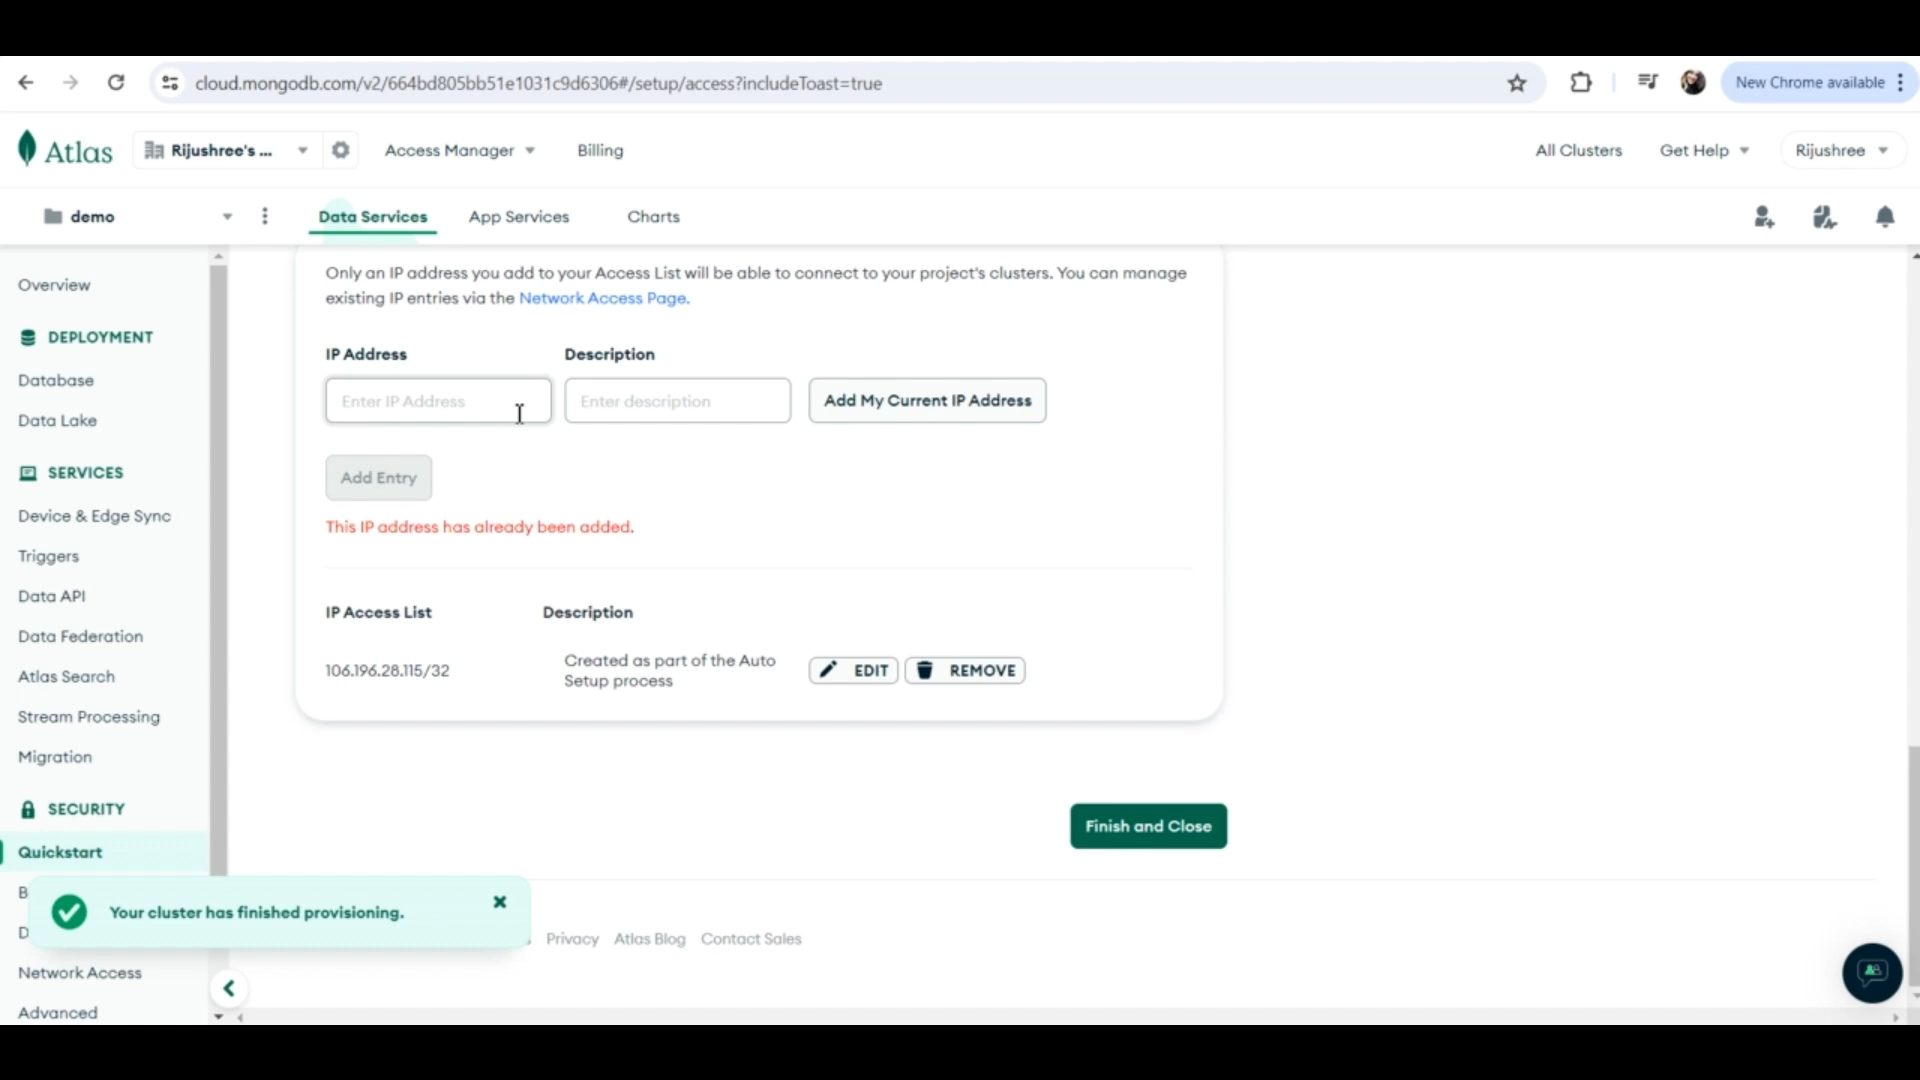 cloud.mongodb.com/v2/664bd805bb51e1031c9d6306#/setup/access?includeToast=true
New Chrome available
Atlas
Rijushree's ...
Access Manager
Billing
All Clusters
Get Help
Rijushree
demo
Data Services
App Services
Charts
Overview
DEPLOYMENT
Database
Data Lake
SERVICES
Device & Edge Sync
Triggers
Data API
Data Federation
Atlas Search
Stream Processing
Migration
SECURITY
Quickstart
B
D
Network Access
Advanced
Only an IP address you add to your Access List will be able to connect to your project's clusters. You can manage
existing IP entries via the Network Access Page.
IP Address
Description
Enter IP Address
Enter description
Add My Current IP Address
Add Entry
This IP address has already been added.
IP Access List
Description
106.196.28.115/32
Created as part of the Auto
Setup process
EDIT
REMOVE
Finish and Close
Your cluster has finished provisioning.
Privacy
Atlas Blog
Contact Sales